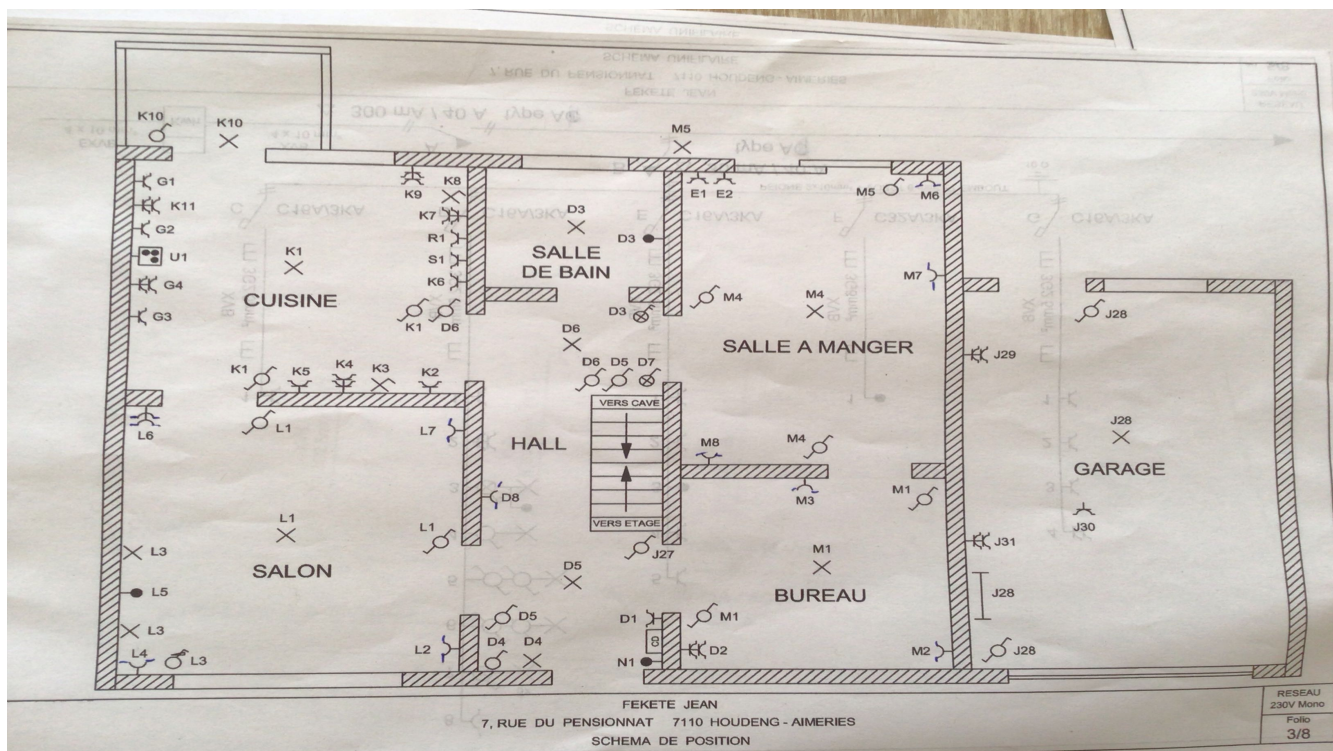 K10
K10
M5
G1
K11
G2
U1
G4
G3
K9
K8
K7
R1
S1
K6
K1
CUISINE
K1
D6
D3
SALLE
DE BAIN
D3
D3
E1
E2
M5
M6
M7
M4
M4
SALLE A MANGER
D6
D6
D5
D7
J28
J29
K1
K5
K4
K3
K2
L6
L1
L7
HALL
VERS CAVE
VERS ETAGE
D8
M8
M4
M3
M1
J28
GARAGE
J30
L1
L1
L3
SALON
L5
L3
L4
L3
L2
J27
D5
D5
D4
D4
D1
N1
D2
M1
M1
BUREAU
M2
J31
J28
J28
FEKETE JEAN
7, RUE DU PENSIONNAT 7110 HOUDENG - AIMERIES
SCHEMA DE POSITION
RESEAU
230V Mono
Folio
3/8